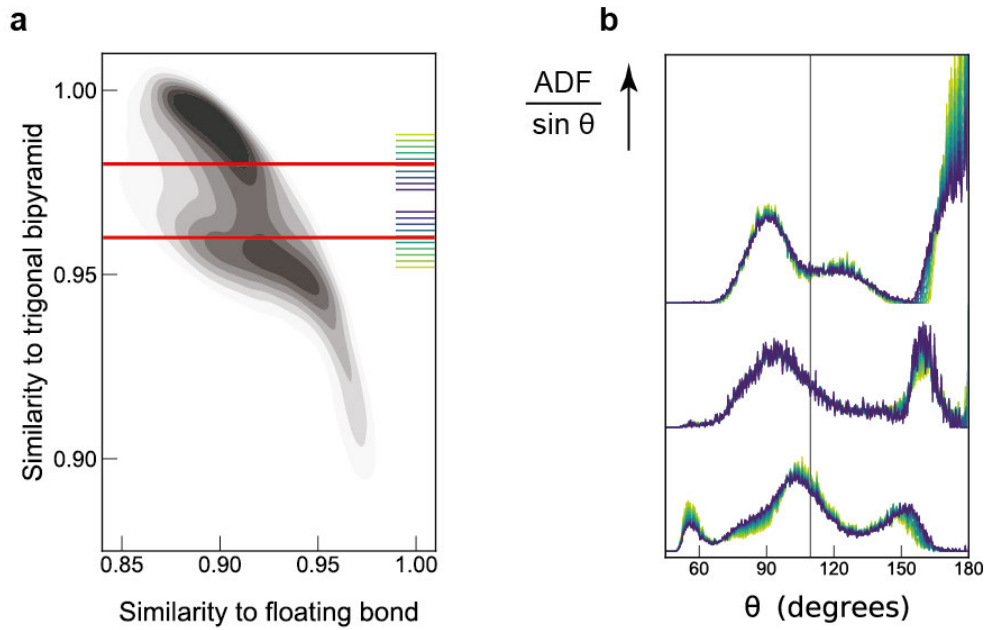 a
b
ADF
sin θ
1.00
0.95
0.90
Similarity to trigonal bipyramid
0.85
0.90
0.95
1.00
Similarity to floating bond
60
90
120
150
180
θ (degrees)